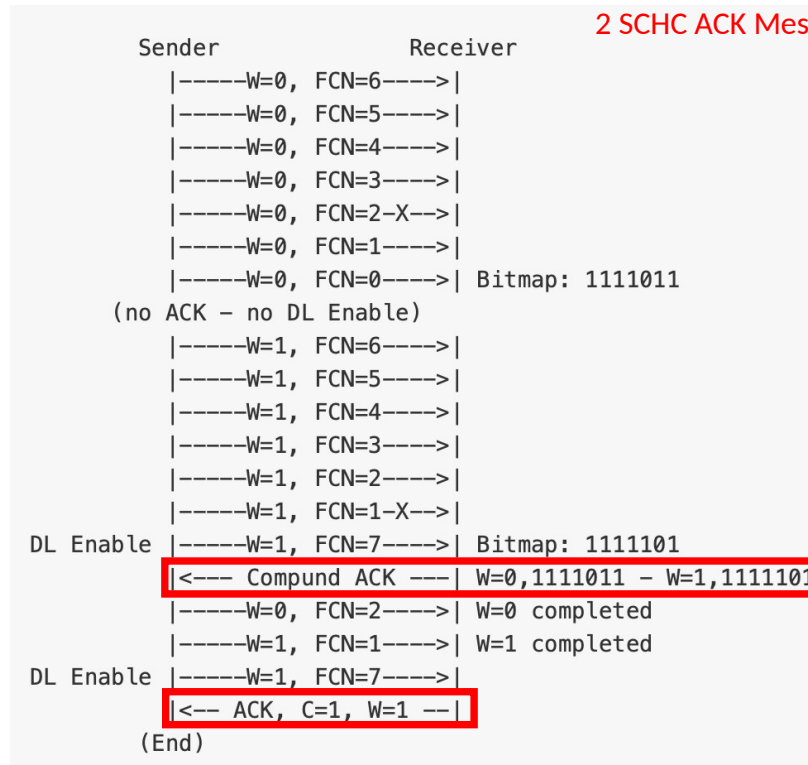 2 SCHC ACK Mes
Sender Receiver
|-----W=0, FCN=6---->|
|-----W=0, FCN=5---->|
|-----W=0, FCN=4---->|
|-----W=0, FCN=3---->|
|-----W=0, FCN=2-X-->|
|-----W=0, FCN=1---->|
|-----W=0, FCN=0---->| Bitmap: 1111011
(no ACK - no DL Enable)
|-----W=1, FCN=6---->|
|-----W=1, FCN=5---->|
|-----W=1, FCN=4---->|
|-----W=1, FCN=3---->|
|-----W=1, FCN=2---->|
|-----W=1, FCN=1-X-->|
DL Enable |-----W=1, FCN=7---->| Bitmap: 1111101
|<--- Compund ACK ---| W=0,1111011 - W=1,1111101
|-----W=0, FCN=2---->| W=0 completed
|-----W=1, FCN=1---->| W=1 completed
DL Enable |-----W=1, FCN=7---->|
|<-- ACK, C=1, W=1 --|
(End)